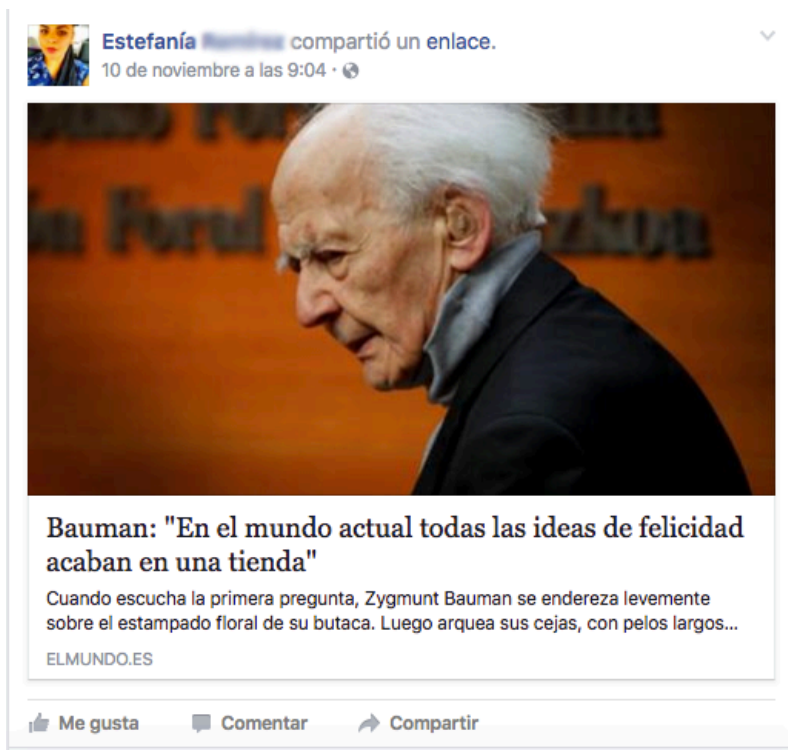 Estefanía compartió un enlace.
10 de noviembre a las 9:04 ·
Foral
Bauman: "En el mundo actual todas las ideas de felicidad
acaban en una tienda"
Cuando escucha la primera pregunta, Zygmunt Bauman se endereza levemente
sobre el estampado floral de su butaca. Luego arquea sus cejas, con pelos largos...
ELMUNDO.ES
Me gusta Comentar Compartir